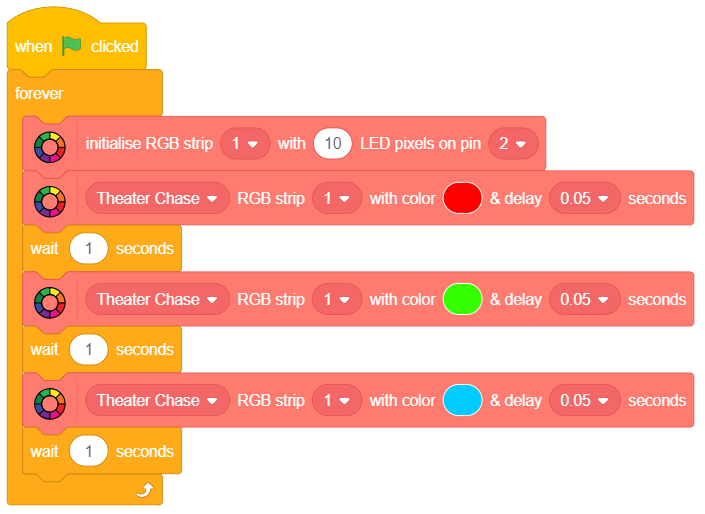 when clicked
forever
initialise RGB strip 1 with 10 LED pixels on pin 2
Theater Chase RGB strip 1 with color & delay 0.05 seconds
wait 1 seconds
Theater Chase RGB strip 1 with color & delay 0.05 seconds
wait 1 seconds
Theater Chase RGB strip 1 with color & delay 0.05 seconds
wait 1 seconds